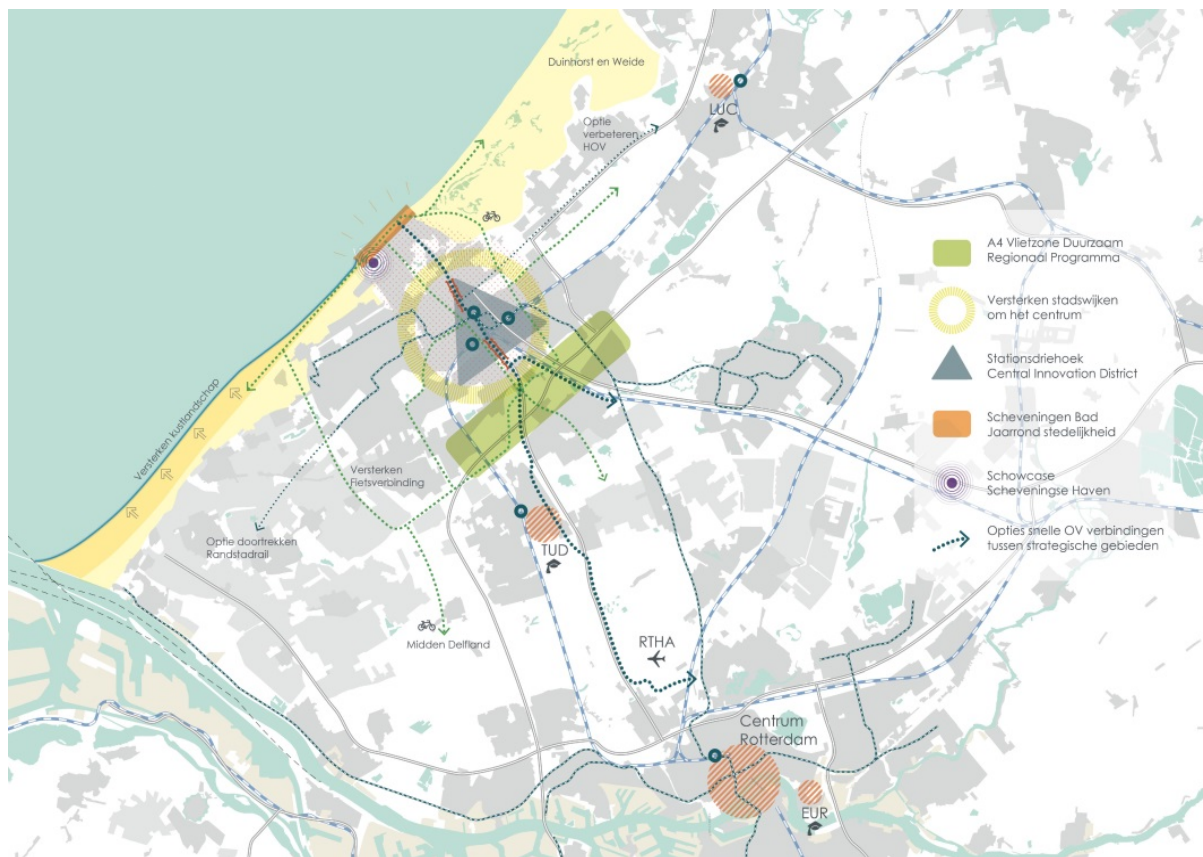 Duinhorst en Weide
LUC
Optie
verbeteren
HOV
A4 Vlietzone Duurzaam
Regionaal Programma
Versterken stadswijken
om het centrum
Stationsdriehoek
Central Innovation District
Scheveningen Bad
Jaarrond stedelijkheid
Schowcase
Scheveningse Haven
Opties snelle OV verbindingen
tussen strategische gebieden
Versterken kustlandschap
Versterken
Fietsverbinding
Optie doortrekken
Randstadrail
TUD
Midden Delfland
RTHA
Centrum
Rotterdam
EUR